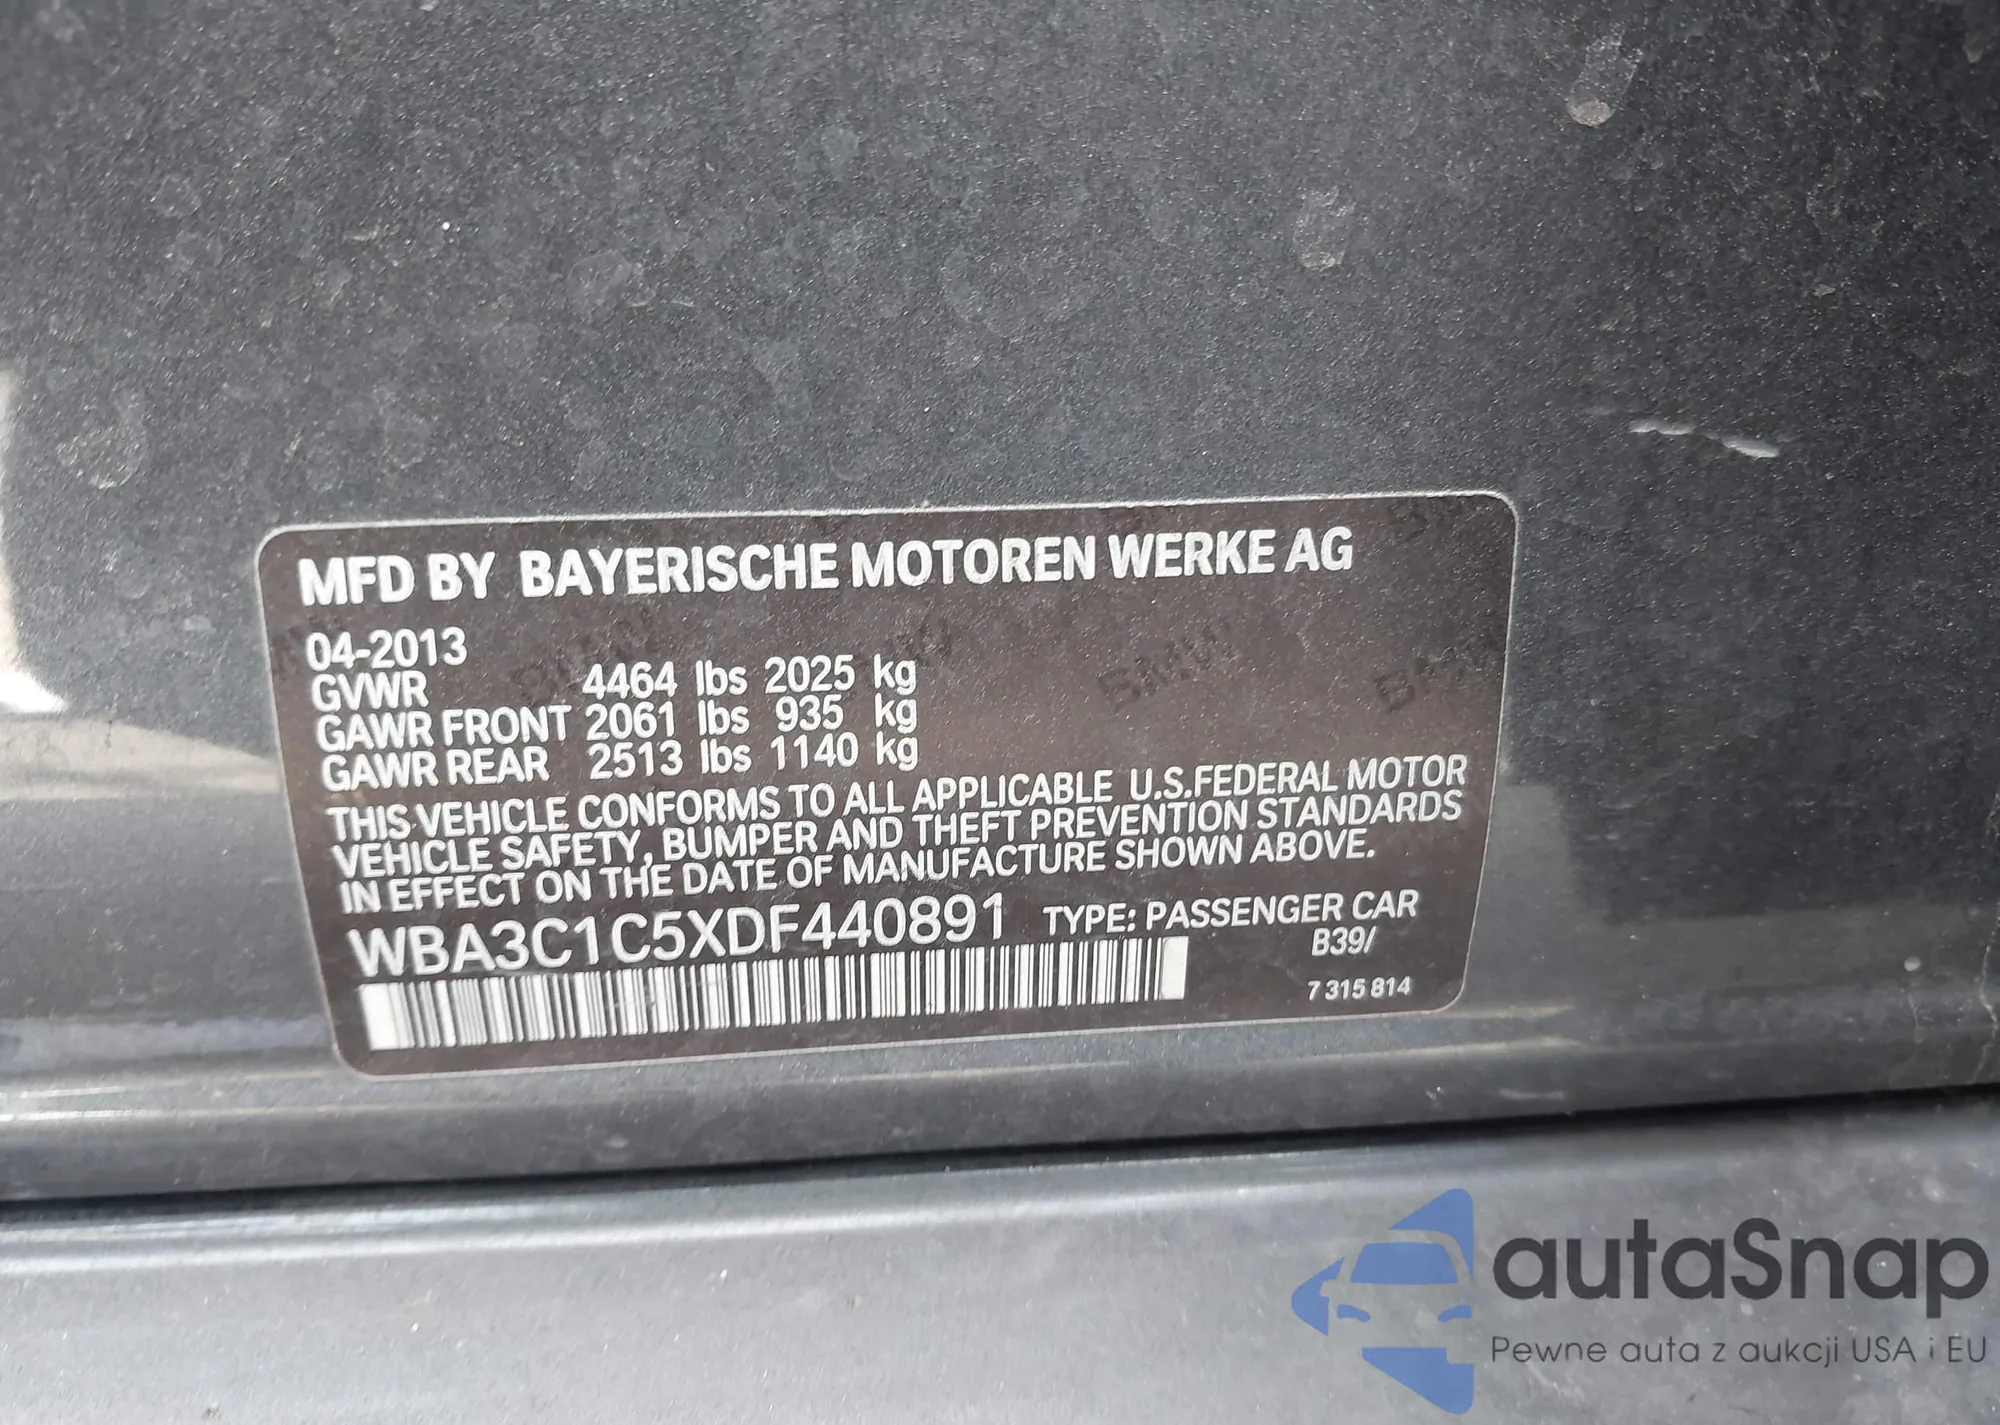 MFD BY BAYERISCHE MOTOREN WERKE AG
04-2013
GVWR 4464 lbs 2025 kg
GAWR FRONT 2061 lbs 935 kg
GAWR REAR 2513 lbs 1140 kg
THIS VEHICLE CONFORMS TO ALL APPLICABLE U.S.FEDERAL MOTOR
VEHICLE SAFETY, BUMPER AND THEFT PREVENTION STANDARDS
IN EFFECT ON THE DATE OF MANUFACTURE SHOWN ABOVE.
WBA3C1C5XDF440891 TYPE: PASSENGER CAR
B39/
7 315 814
autaSnap
Pewne auta z aukcji USA i EU